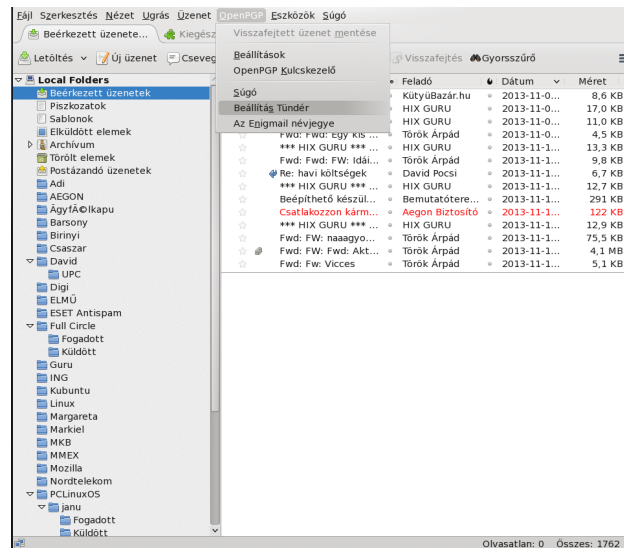 Fájl Szerkesztés Nézet Ugrás Üzenet OpenPGP Eszközök Súgó
Beérkezett üzenete... Kiegész
Letöltés Új üzenet Cseveg Visszafejtés Gyorsszűrő
Visszafejtett üzenet mentése
Beállítások
OpenPGP Kulcskezelő
Súgó
Beállítás Tündér
Az Enigmail névjegye
Local Folders
Beérkezett üzenetek
Piszkozatok
Sablonok
Elküldött elemek
Archívum
Törölt elemek
Postázandó üzenetek
Adi
AEGON
ÃgyfÃ©lkapu
Barsony
Birinyi
Csaszar
David
UPC
Digi
ELMŰ
ESET Antispam
Full Circle
Fogadott
Küldött
Guru
ING
Kubuntu
Linux
Margareta
Markiel
MKB
MMEX
Mozilla
Nordtelekom
PCLinuxOS
janu
Fogadott
Küldött
Feladó Dátum Méret
KütyüBazár.hu 2013-11-0... 8,6 KB
HIX GURU 2013-11-0... 17,0 KB
HIX GURU 2013-11-0... 11,0 KB
Fwd: Fwd: Egy kis ... Török Árpád 2013-11-0... 4,5 KB
*** HIX GURU *** ... HIX GURU 2013-11-1... 13,3 KB
Fwd: Fwd: FW: Idái... Török Árpád 2013-11-1... 9,8 KB
Re: havi költségek David Pocsi 2013-11-1... 6,7 KB
*** HIX GURU *** ... HIX GURU 2013-11-1... 12,7 KB
Beépíthető készül... Bemutatótere... 2013-11-1... 291 KB
Csatlakozzon kárm... Aegon Biztosító 2013-11-1... 122 KB
*** HIX GURU *** ... HIX GURU 2013-11-1... 12,9 KB
Fwd: FW: naaagyo... Török Árpád 2013-11-1... 75,5 KB
Fwd: FW: Fwd: Akt... Török Árpád 2013-11-1... 4,1 MB
Fwd: Fw: Vicces Török Árpád 2013-11-1... 5,1 KB
Olvasatlan: 0 Összes: 1762